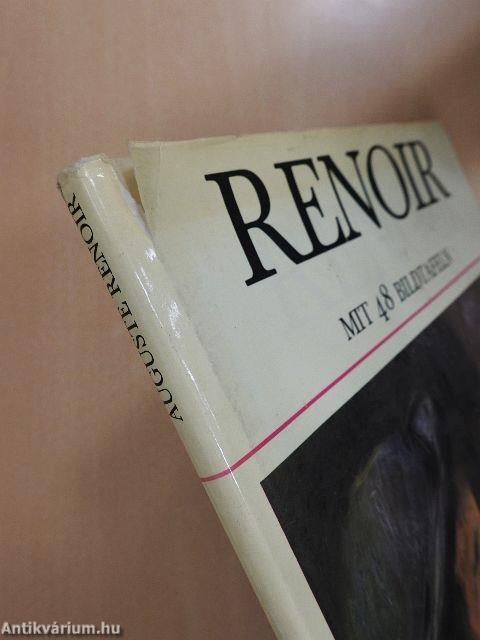 RENOIR
MIT 48 BILDTAFELN
AUGUSTE RENOIR
Antikvárium.hu